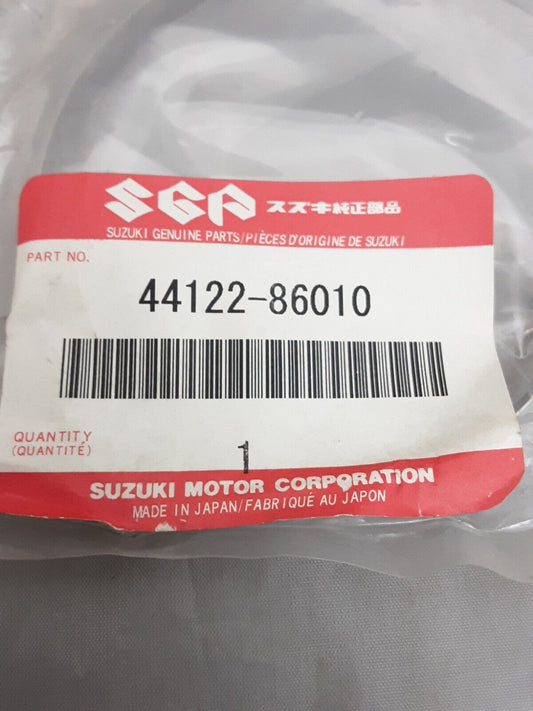 SGP スズキ純正部品
SUZUKI GENUINE PARTS/PIÈCES D'ORIGINE DE SUZUKI
PART NO.
44122-86010
QUANTITY
(QUANTITÉ)
1
SUZUKI MOTOR CORPORATION
MADE IN JAPAN/FABRIQUÉ AU JAPON